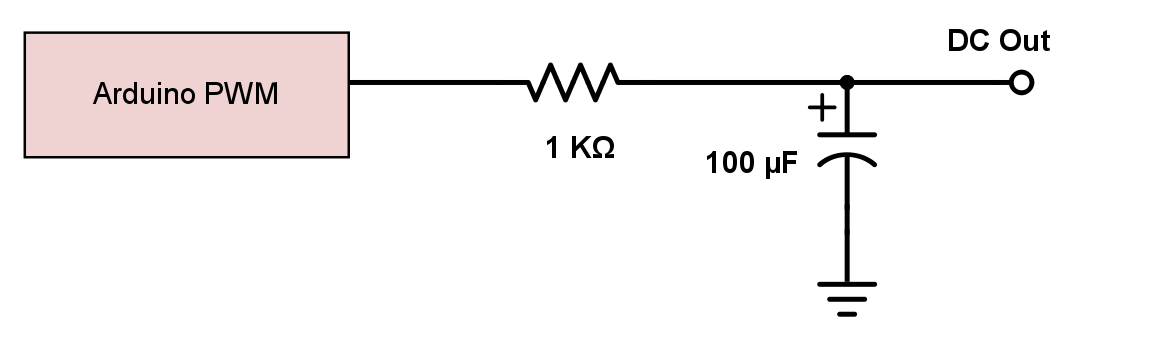 DC Out
Arduino PWM
+
1 KΩ
100 µF